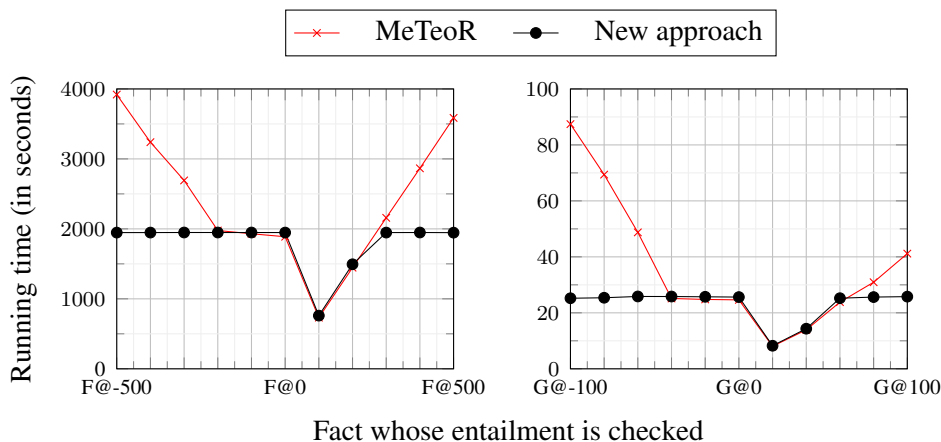 MeTeoR New approach
Running time (in seconds)
4000
3000
2000
1000
0
F@-500 F@0 F@500
100
80
60
40
20
0
G@-100 G@0 G@100
Fact whose entailment is checked